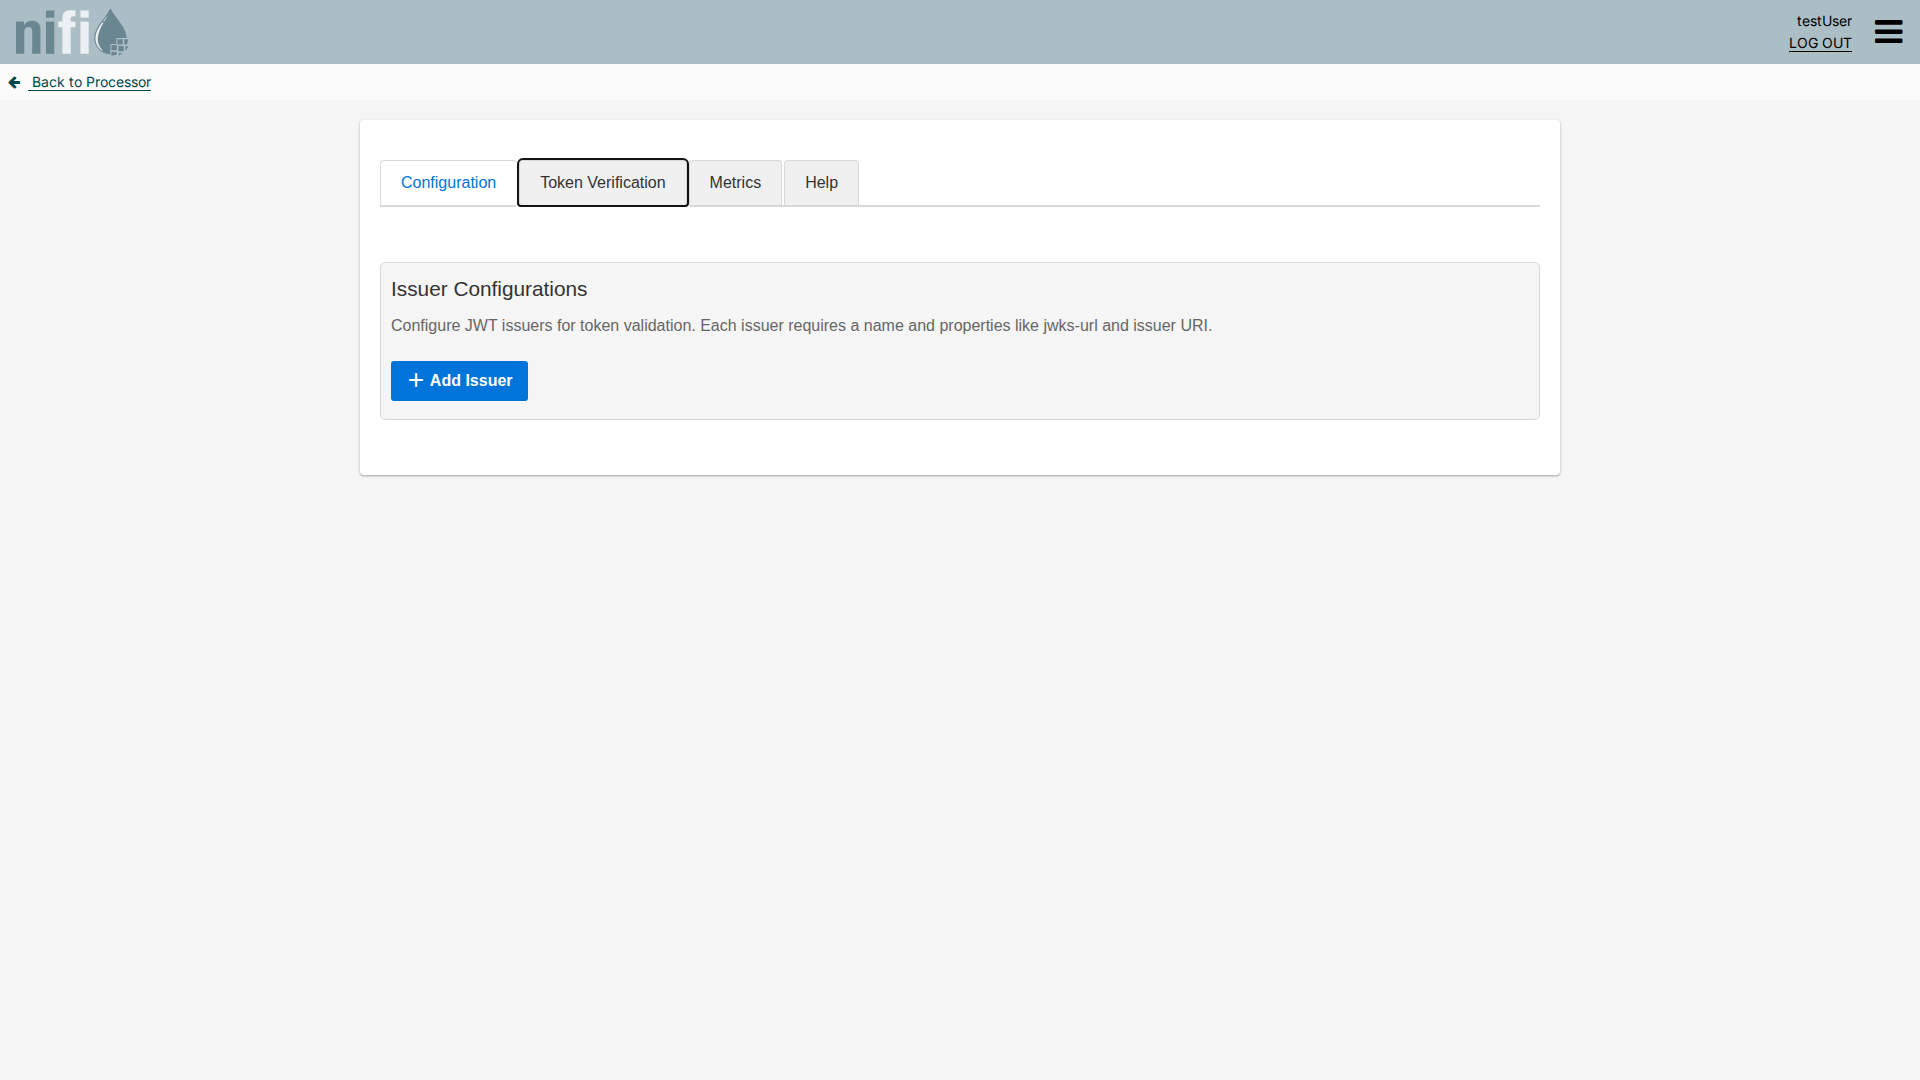 nifi
testUser
LOG OUT
Back to Processor
Configuration
Token Verification
Metrics
Help
Issuer Configurations
Configure JWT issuers for token validation. Each issuer requires a name and properties like jwks-url and issuer URI.
Add Issuer